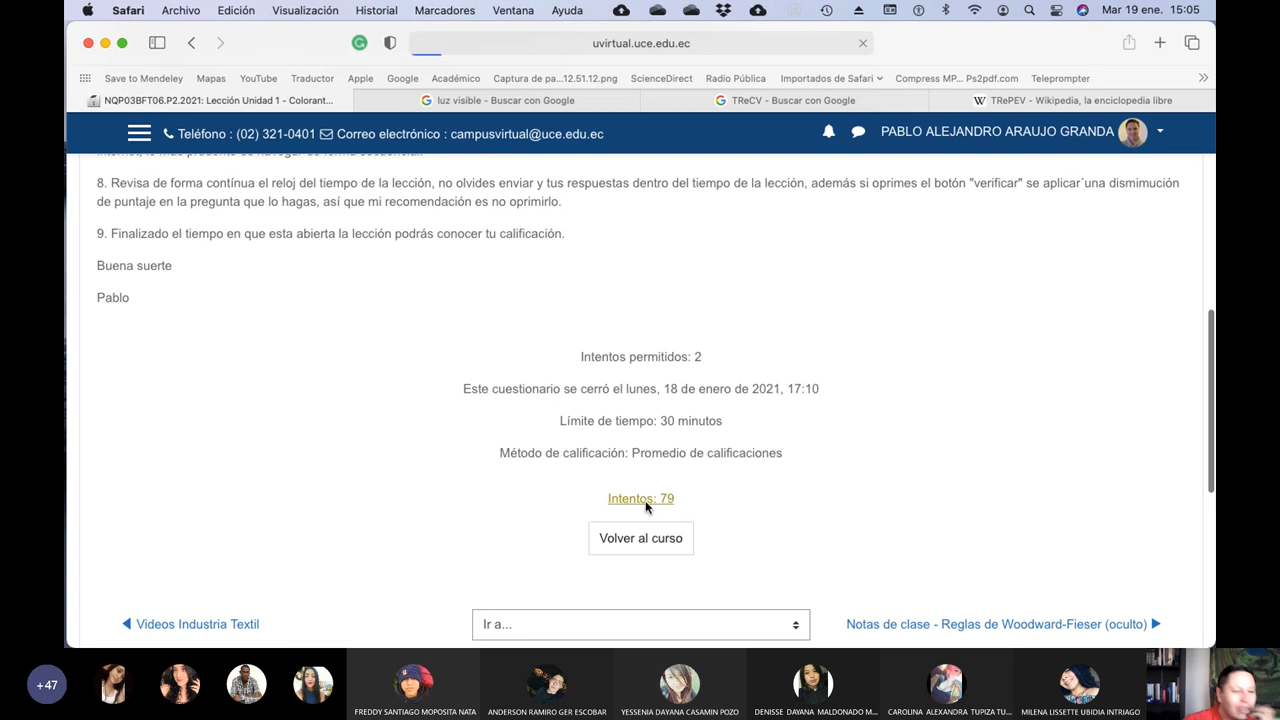 Safari Archivo Edición Visualización Historial Marcadores Ventana Ayuda Mar 19 ene. 15:05
uvirtual.uce.edu.ec
Save to Mendeley Mapas YouTube Traductor Apple Google Académico Captura de pa...12.51.12.png ScienceDirect Radio Pública Importados de Safari Compress MP... Ps2pdf.com Teleprompter
NQP03BFT06.P2.2021: Lección Unidad 1 - Colorant... luz visible - Buscar con Google TReCV - Buscar con Google TRePEV - Wikipedia, la enciclopedia libre
Teléfono : (02) 321-0401 Correo electrónico : campusvirtual@uce.edu.ec PABLO ALEJANDRO ARAUJO GRANDA
8. Revisa de forma contínua el reloj del tiempo de la lección, no olvides enviar y tus respuestas dentro del tiempo de la lección, además si oprimes el botón "verificar" se aplicar´una dismimución
de puntaje en la pregunta que lo hagas, así que mi recomendación es no oprimirlo.
9. Finalizado el tiempo en que esta abierta la lección podrás conocer tu calificación.
Buena suerte
Pablo
Intentos permitidos: 2
Este cuestionario se cerró el lunes, 18 de enero de 2021, 17:10
Límite de tiempo: 30 minutos
Método de calificación: Promedio de calificaciones
Intentos: 79
Volver al curso
Videos Industria Textil Ir a... Notas de clase - Reglas de Woodward-Fieser (oculto)
+47
FREDDY SANTIAGO MOPOSITA NATA ANDERSON RAMIRO GER ESCOBAR YESSENIA DAYANA CASAMIN POZO DENISSE DAYANA MALDONADO M... CAROLINA ALEXANDRA TUPIZA TU... MILENA LISSETTE UBIDIA INTRIAGO